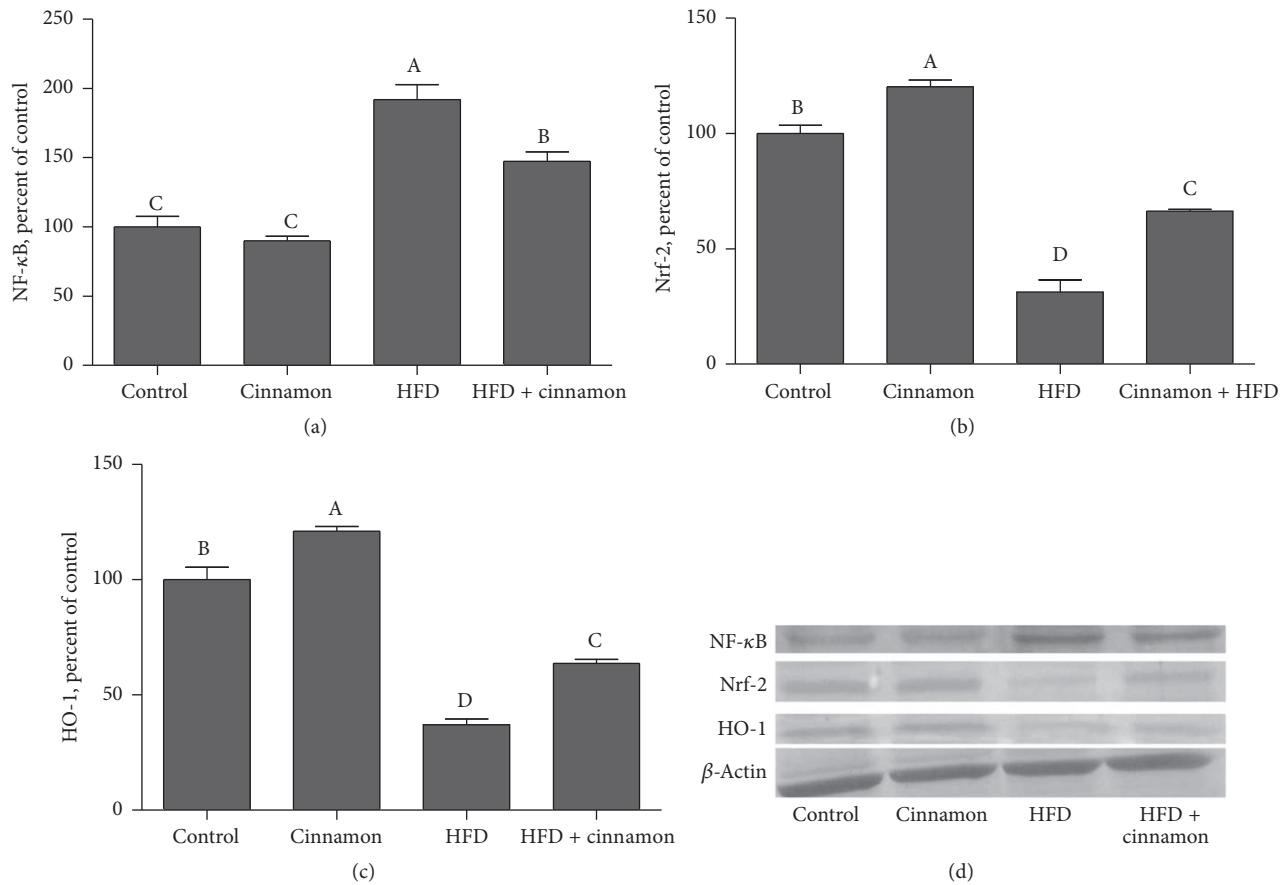 NF-κB, percent of control
250
200
150
100
50
0
C
C
A
B
Control
Cinnamon
HFD
HFD + cinnamon
(a)
Nrf-2, percent of control
150
100
50
0
B
A
D
C
Control
Cinnamon
HFD
Cinnamon + HFD
(b)
HO-1, percent of control
150
100
50
0
B
A
D
C
Control
Cinnamon
HFD
HFD + cinnamon
(c)
NF-κB
Nrf-2
HO-1
β-Actin
Control
Cinnamon
HFD
HFD +
cinnamon
(d)